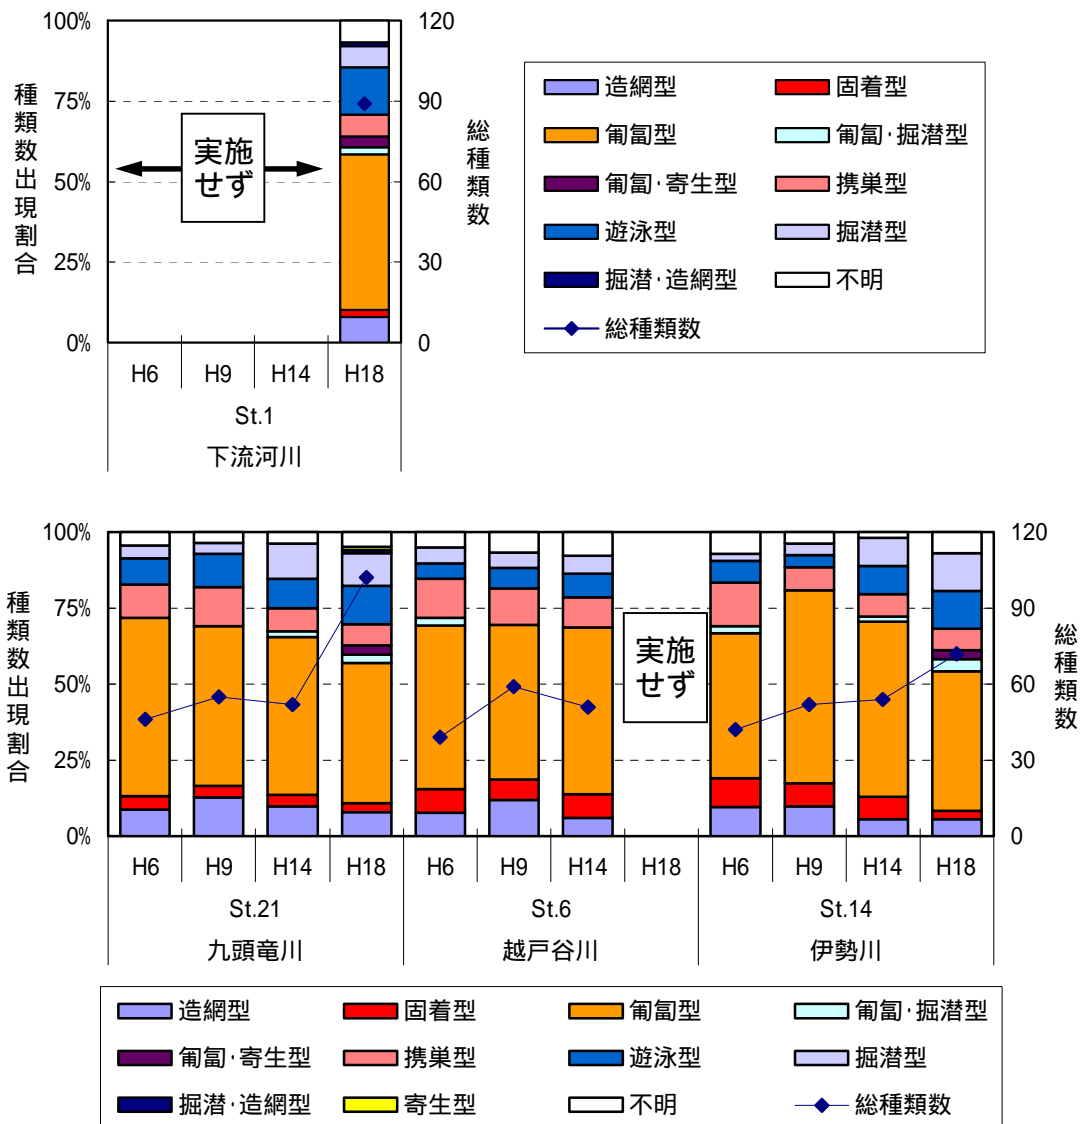 100%
75%
50%
25%
0%
種類数出現割合
120
90
60
30
0
総種類数
実施
せず
H6 H9 H14 H18
St.1
下流河川
造網型 固着型
葡匐型 葡匐・掘潜型
葡匐・寄生型 携巣型
遊泳型 掘潜型
掘潜・造網型 不明
総種類数
100%
75%
50%
25%
0%
種類数出現割合
120
90
60
30
0
総種類数
実施
せず
H6 H9 H14 H18 H6 H9 H14 H18 H6 H9 H14 H18
St.21 St.6 St.14
九頭竜川 越戸谷川 伊勢川
造網型 固着型 葡匐型 葡匐・掘潜型
葡匐・寄生型 携巣型 遊泳型 掘潜型
掘潜・造網型 寄生型 不明 総種類数